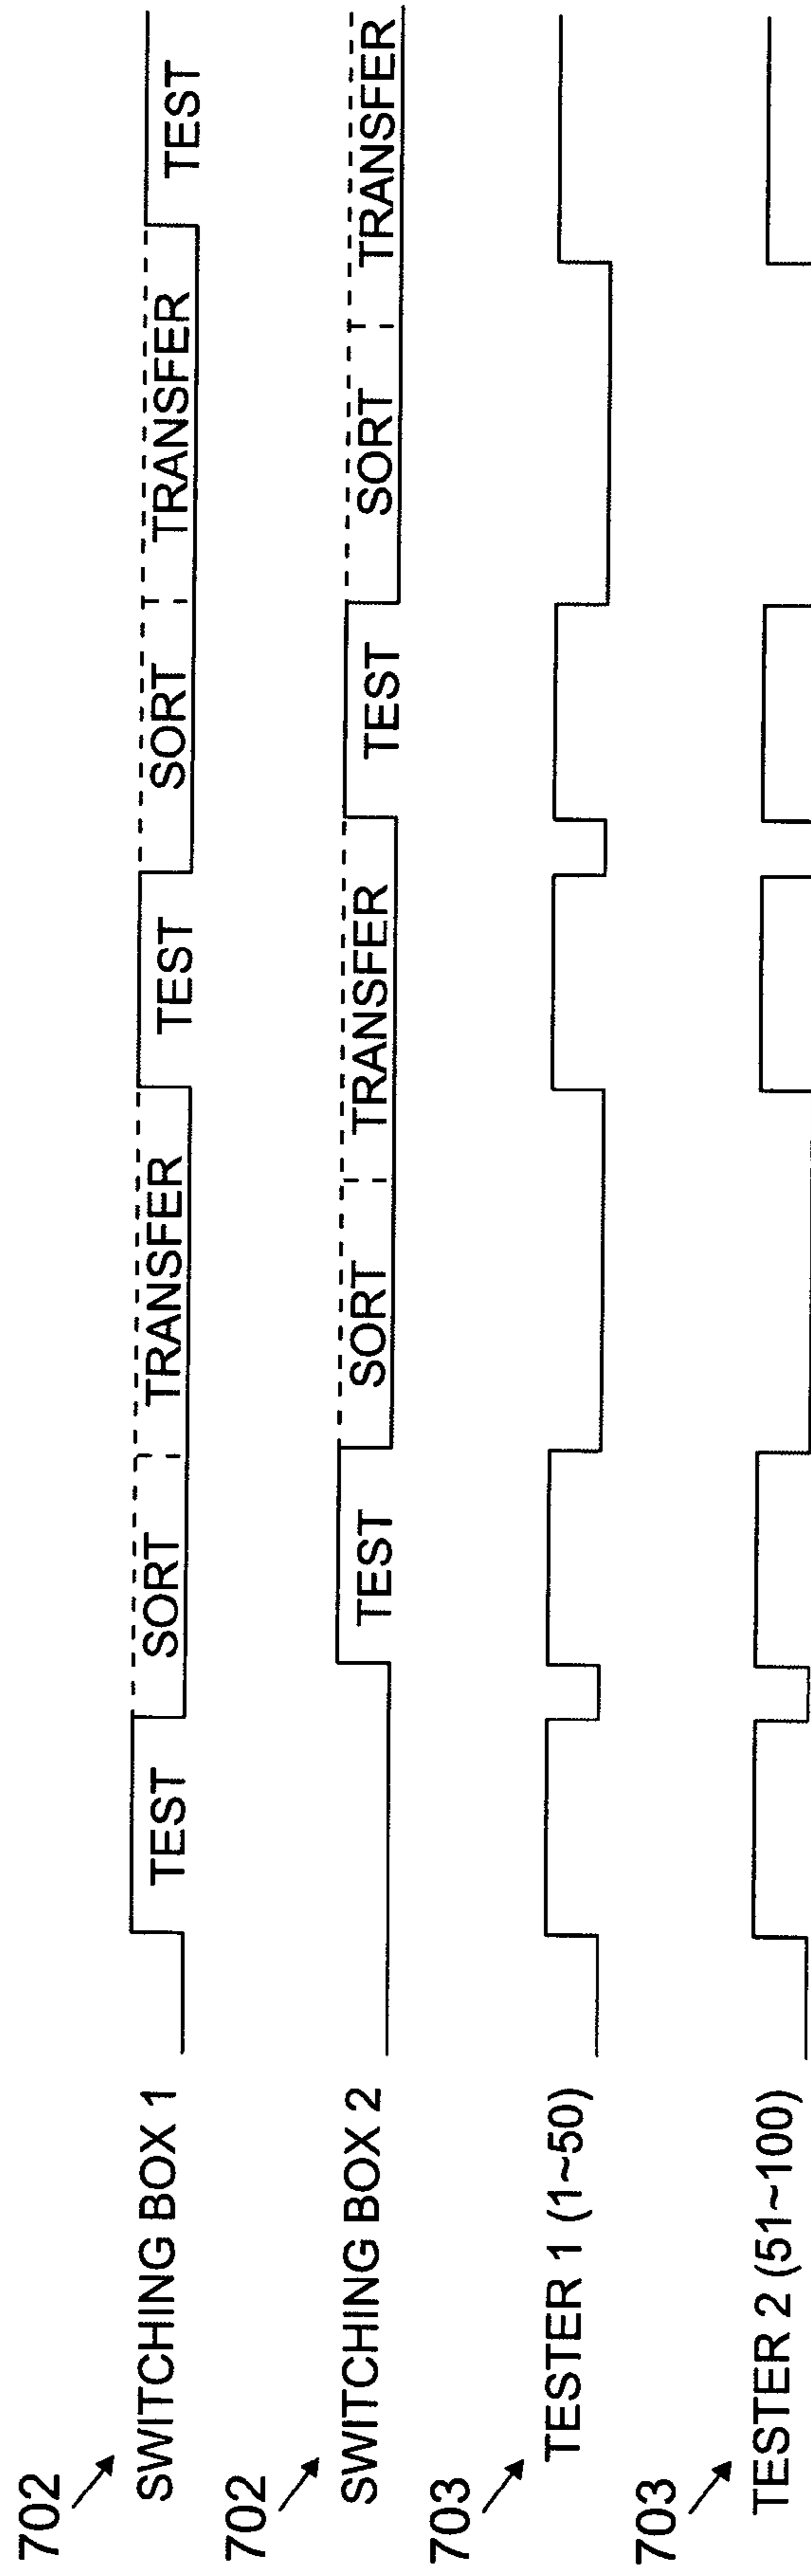 702
SWITCHING BOX 1
TEST
SORT
TRANSFER
TEST
SORT
TRANSFER
TEST
702
SWITCHING BOX 2
TEST
SORT
TRANSFER
TEST
SORT
TRANSFER
703
TESTER 1 (1~50)
703
TESTER 2 (51~100)